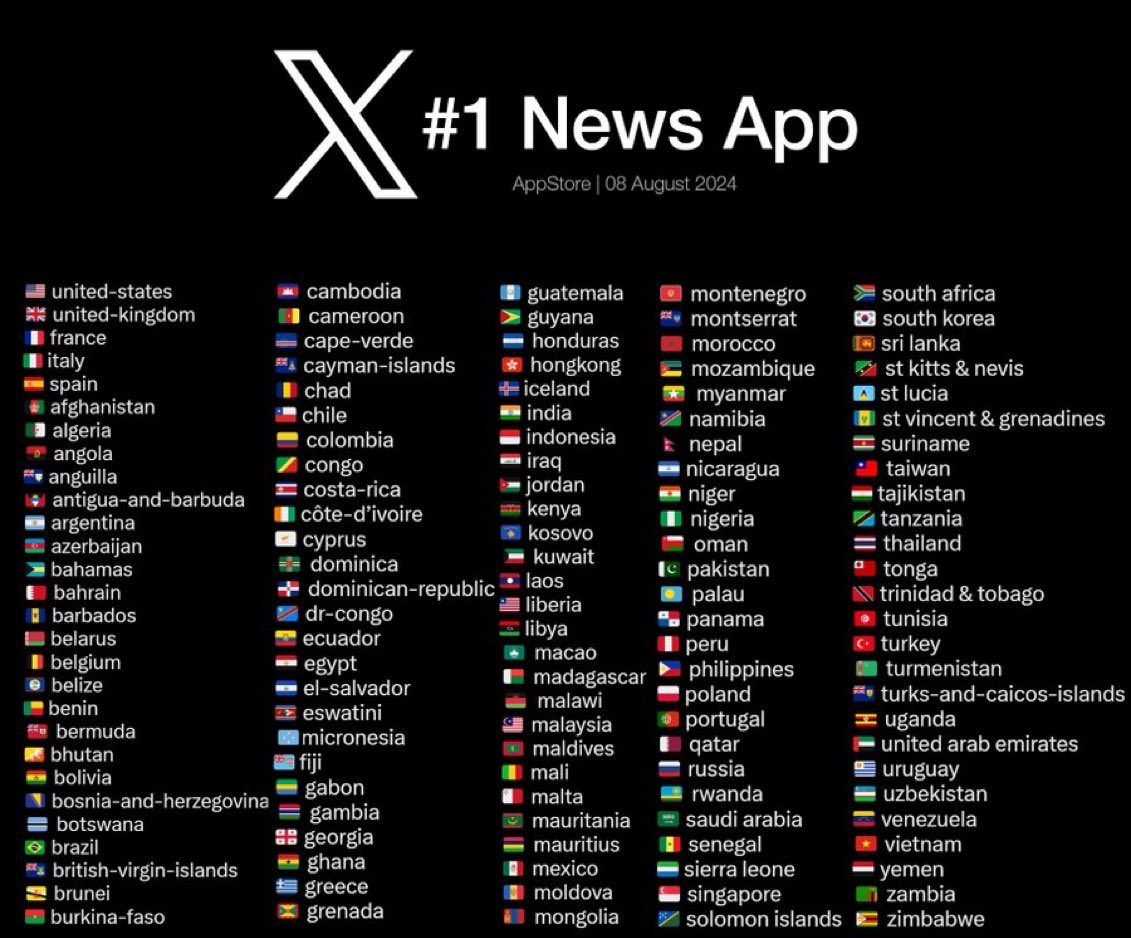 X #1 News App
AppStore | 08 August 2024
united-states
united-kingdom
france
italy
spain
afghanistan
algeria
angola
anguilla
antigua-and-barbuda
argentina
azerbaijan
bahamas
bahrain
barbados
belarus
belgium
belize
benin
bermuda
bhutan
bolivia
bosnia-and-herzegovina
botswana
brazil
british-virgin-islands
brunei
burkina-faso
cambodia
cameroon
cape-verde
cayman-islands
chad
chile
colombia
congo
costa-rica
côte-d’ivoire
cyprus
dominica
dominican-republic
dr-congo
ecuador
egypt
el-salvador
eswatini
micronesia
fiji
gabon
gambia
georgia
ghana
greece
grenada
guatemala
guyana
honduras
hongkong
iceland
india
indonesia
iraq
jordan
kenya
kosovo
kuwait
laos
liberia
libya
macao
madagascar
malawi
malaysia
maldives
mali
malta
mauritania
mauritius
mexico
moldova
mongolia
montenegro
montserrat
morocco
mozambique
myanmar
namibia
nepal
nicaragua
niger
nigeria
oman
pakistan
palau
panama
peru
philippines
poland
portugal
qatar
russia
rwanda
saudi arabia
senegal
sierra leone
singapore
solomon islands
south africa
south korea
sri lanka
st kitts & nevis
st lucia
st vincent & grenadines
suriname
taiwan
tajikistan
tanzania
thailand
tonga
trinidad & tobago
tunisia
turkey
turmenistan
turks-and-caicos-islands
uganda
united arab emirates
uruguay
uzbekistan
venezuela
vietnam
yemen
zambia
zimbabwe